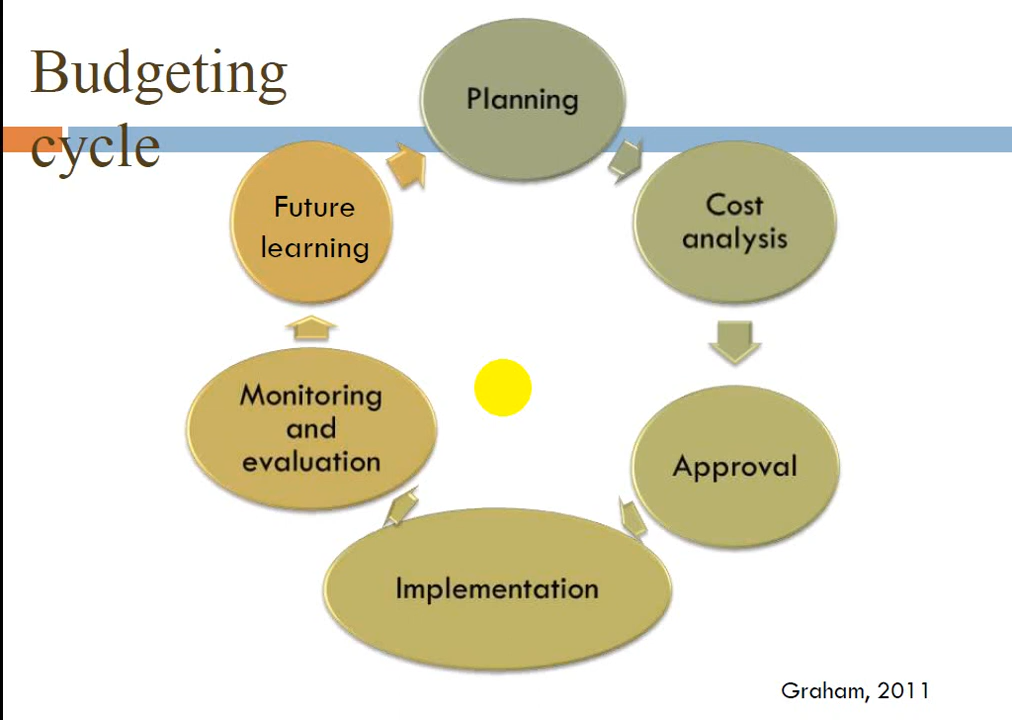 Budgeting
cycle
Planning
Cost
analysis
Approval
Implementation
Monitoring
and
evaluation
Future
learning
Graham, 2011